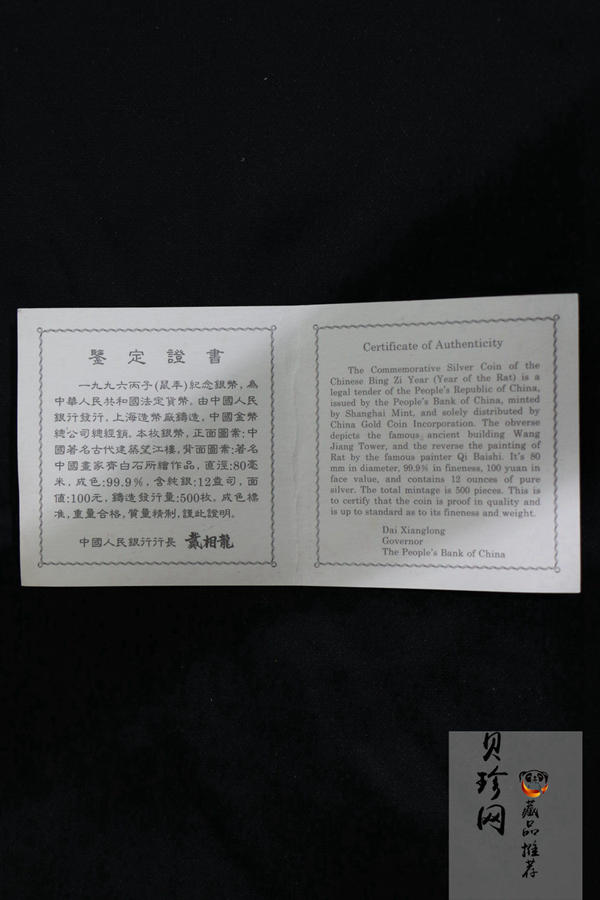 鑒定證書
一九九六丙子(鼠年)紀念銀幣，為
中華人民共和國法定貨幣。由中國人民
銀行發行，上海造幣廠鑄造，中國金幣
總公司總經銷。本枚銀幣，正面圖案：中
國著名古代建築望江樓，背面圖案：著名
中國畫家齊白石所繪作品，直涇：80毫
米，成色：99.9%，含純銀：12盎司，面
值：100元，鑄造發行量：500枚。成色標
准，重量合格，質量精制，謹此證明。
中國人民銀行行長 戴相龍
Certificate of Authenticity
The Commemorative Silver Coin of the
Chinese Bing Zi Year (Year of the Rat) is a
legal tender of the People's Republic of China,
issued by the People's Bank of China, minted
by Shanghai Mint, and solely distributed by
China Gold Coin Incorporation. The obverse
depicts the famous ancient building Wang
Jiang Tower, and the reverse the painting of
Rat by the famous painter Qi Baishi. It's 80
mm in diameter, 99.9% in fineness, 100 yuan in
face value, and contains 12 ounces of pure
silver. The total mintage is 500 pieces. This is
to certify that the coin is proof in quality and
is up to standard as to its fineness and weight.
Dai Xianglong
Governor
The People's Bank of China
贝珍网
藏品推荐